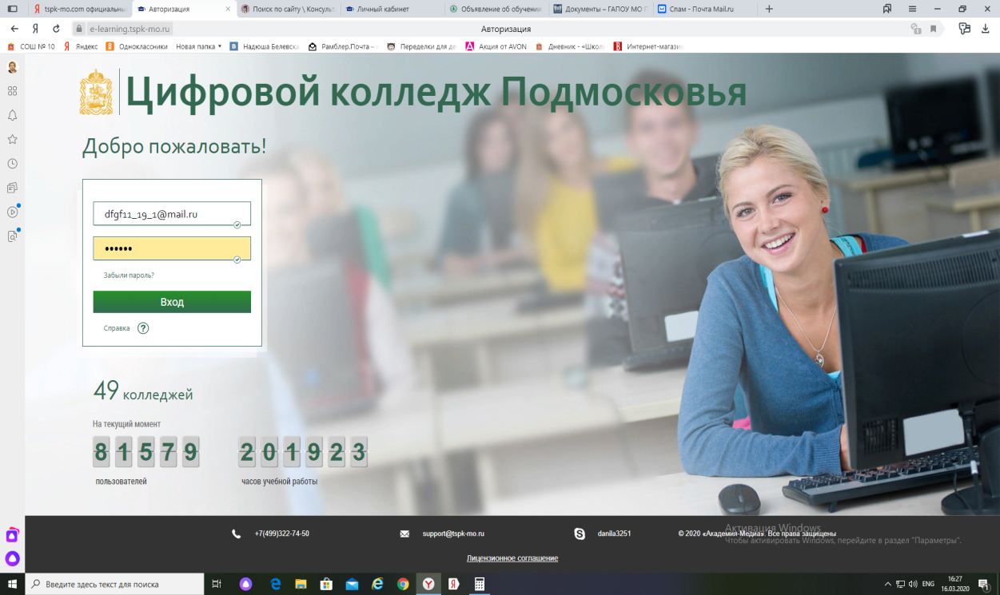 tspk-mo.com официальны
Авторизация
Поиск по сайту \ Консуль
Личный кабинет
Объявление об обучении
Документы – ГАПОУ МО
Спам - Почта Mail.ru
e-learning.tspk-mo.ru
Авторизация
СОШ № 10
Яндекс
Одноклассники
Новая папка
Надюша Белевска
Рамблер.Почта –
Переделки для де
Акция от AVON
Дневник - «Школ
Интернет-магазин
Цифровой колледж Подмосковья
Добро пожаловать!
dfgf11_19_1@mail.ru
••••••
Забыли пароль?
Вход
Справка ?
49 колледжей
На текущий момент
81579 201923
пользователей часов учебной работы
+7(499)322-74-50
support@tspk-mo.ru
danila3251
© 2020 «Академия-Медиа». Все права защищены
Активация Windows
Чтобы активировать Windows, перейдите в раздел "Параметры".
Лицензионное соглашение
Введите здесь текст для поиска
ENG
16:27
16.03.2020